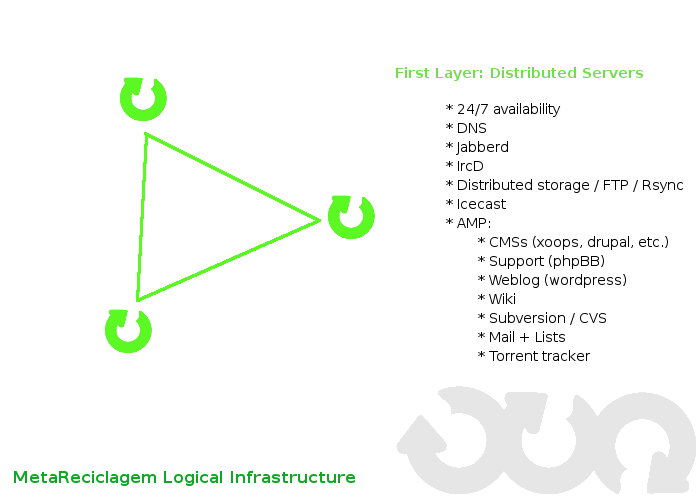 First Layer: Distributed Servers
* 24/7 availability
* DNS
* Jabberd
* IrcD
* Distributed storage / FTP / Rsync
* Icecast
* AMP:
* CMSs (xoops, drupal, etc.)
* Support (phpBB)
* Weblog (wordpress)
* Wiki
* Subversion / CVS
* Mail + Lists
* Torrent tracker
MetaReciclagem Logical Infrastructure